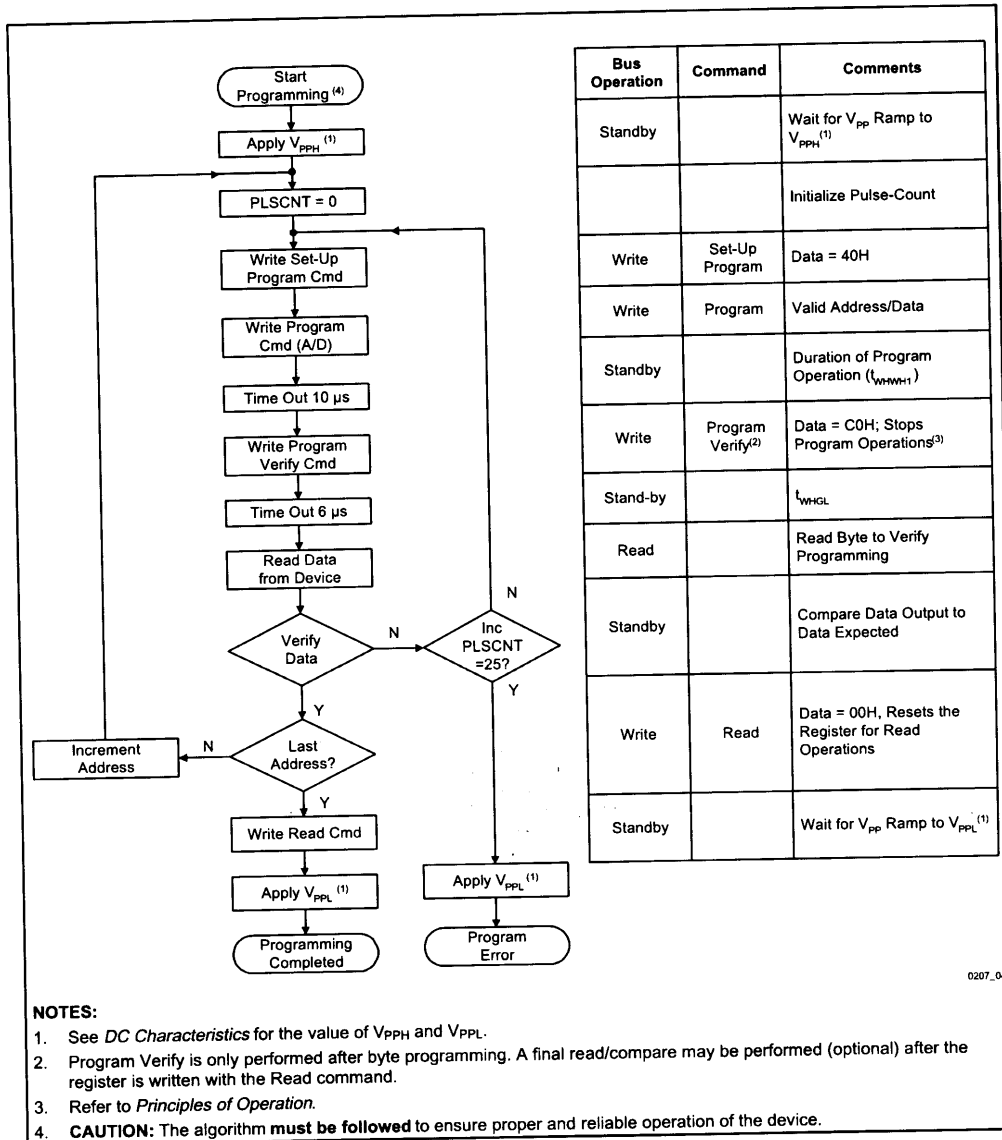 Start
Programming (4)
Apply VPPH (1)
PLSCNT = 0
Write Set-Up
Program Cmd
Write Program
Cmd (A/D)
Time Out 10 µs
Write Program
Verify Cmd
Time Out 6 µs
Read Data
from Device
Verify
Data
N
Inc
PLSCNT
=25?
N
Y
Y
Last
Address?
N
Increment
Address
Y
Write Read Cmd
Apply VPPL (1)
Programming
Completed
Apply VPPL (1)
Program
Error
Bus
Operation
Command
Comments
Standby
Wait for VPP Ramp to
VPPH(1)
Initialize Pulse-Count
Write
Set-Up
Program
Data = 40H
Write
Program
Valid Address/Data
Standby
Duration of Program
Operation (tWHWH1)
Write
Program
Verify(2)
Data = C0H; Stops
Program Operations(3)
Stand-by
tWHGL
Read
Read Byte to Verify
Programming
Standby
Compare Data Output to
Data Expected
Write
Read
Data = 00H, Resets the
Register for Read
Operations
Standby
Wait for VPP Ramp to VPPL(1)
NOTES:
1. See DC Characteristics for the value of VPPH and VPPL.
2. Program Verify is only performed after byte programming. A final read/compare may be performed (optional) after the
register is written with the Read command.
3. Refer to Principles of Operation.
4. CAUTION: The algorithm must be followed to ensure proper and reliable operation of the device.